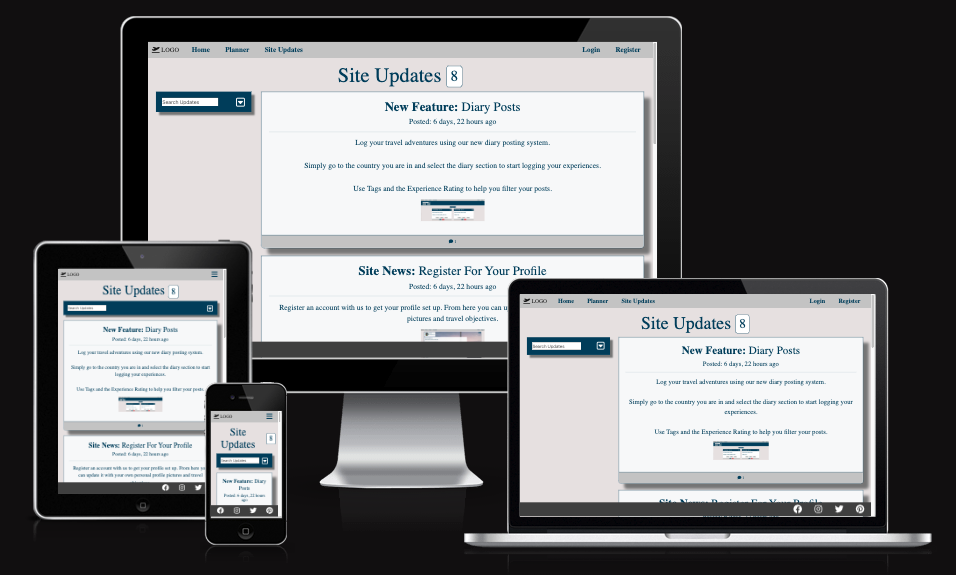 LOGO Home Planner Site Updates Login Register
Site Updates 8
Search Updates
New Feature: Diary Posts
Posted: 6 days, 22 hours ago
Log your travel adventures using our new diary posting system.
Simply go to the country you are in and select the diary section to start logging your experiences.
Use Tags and the Experience Rating to help you filter your posts.
Site News: Register For Your Profile
Posted: 6 days, 22 hours ago
Register an account with us to get your profile set up. From here you can u
pictures and travel objectives.
LOGO
Site Updates 8
Search Updates
New Feature: Diary Posts
Posted: 6 days, 22 hours ago
Log your travel adventures using our new diary posting system.
Simply go to the country you are in and select the diary section to start
logging your experiences.
Use Tags and the Experience Rating to help you filter your posts.
Site News: Register For Your Profile
Posted: 6 days, 22 hours ago
Register an account with us to get your profile set up. From here you
can update it with your own personal profile pictures and travel
LOGO
Site
Updates 8
Search Updates
New Feature: Diary
Posts
Posted: 6 days, 22 hours
ago
LOGO Home Planner Site Updates Login Register
Site Updates 8
Search Updates
New Feature: Diary Posts
Posted: 6 days, 22 hours ago
Log your travel adventures using our new diary posting system.
Simply go to the country you are in and select the diary section to start logging your
experiences.
Use Tags and the Experience Rating to help you filter your posts.
Site News: Register For Your Profile